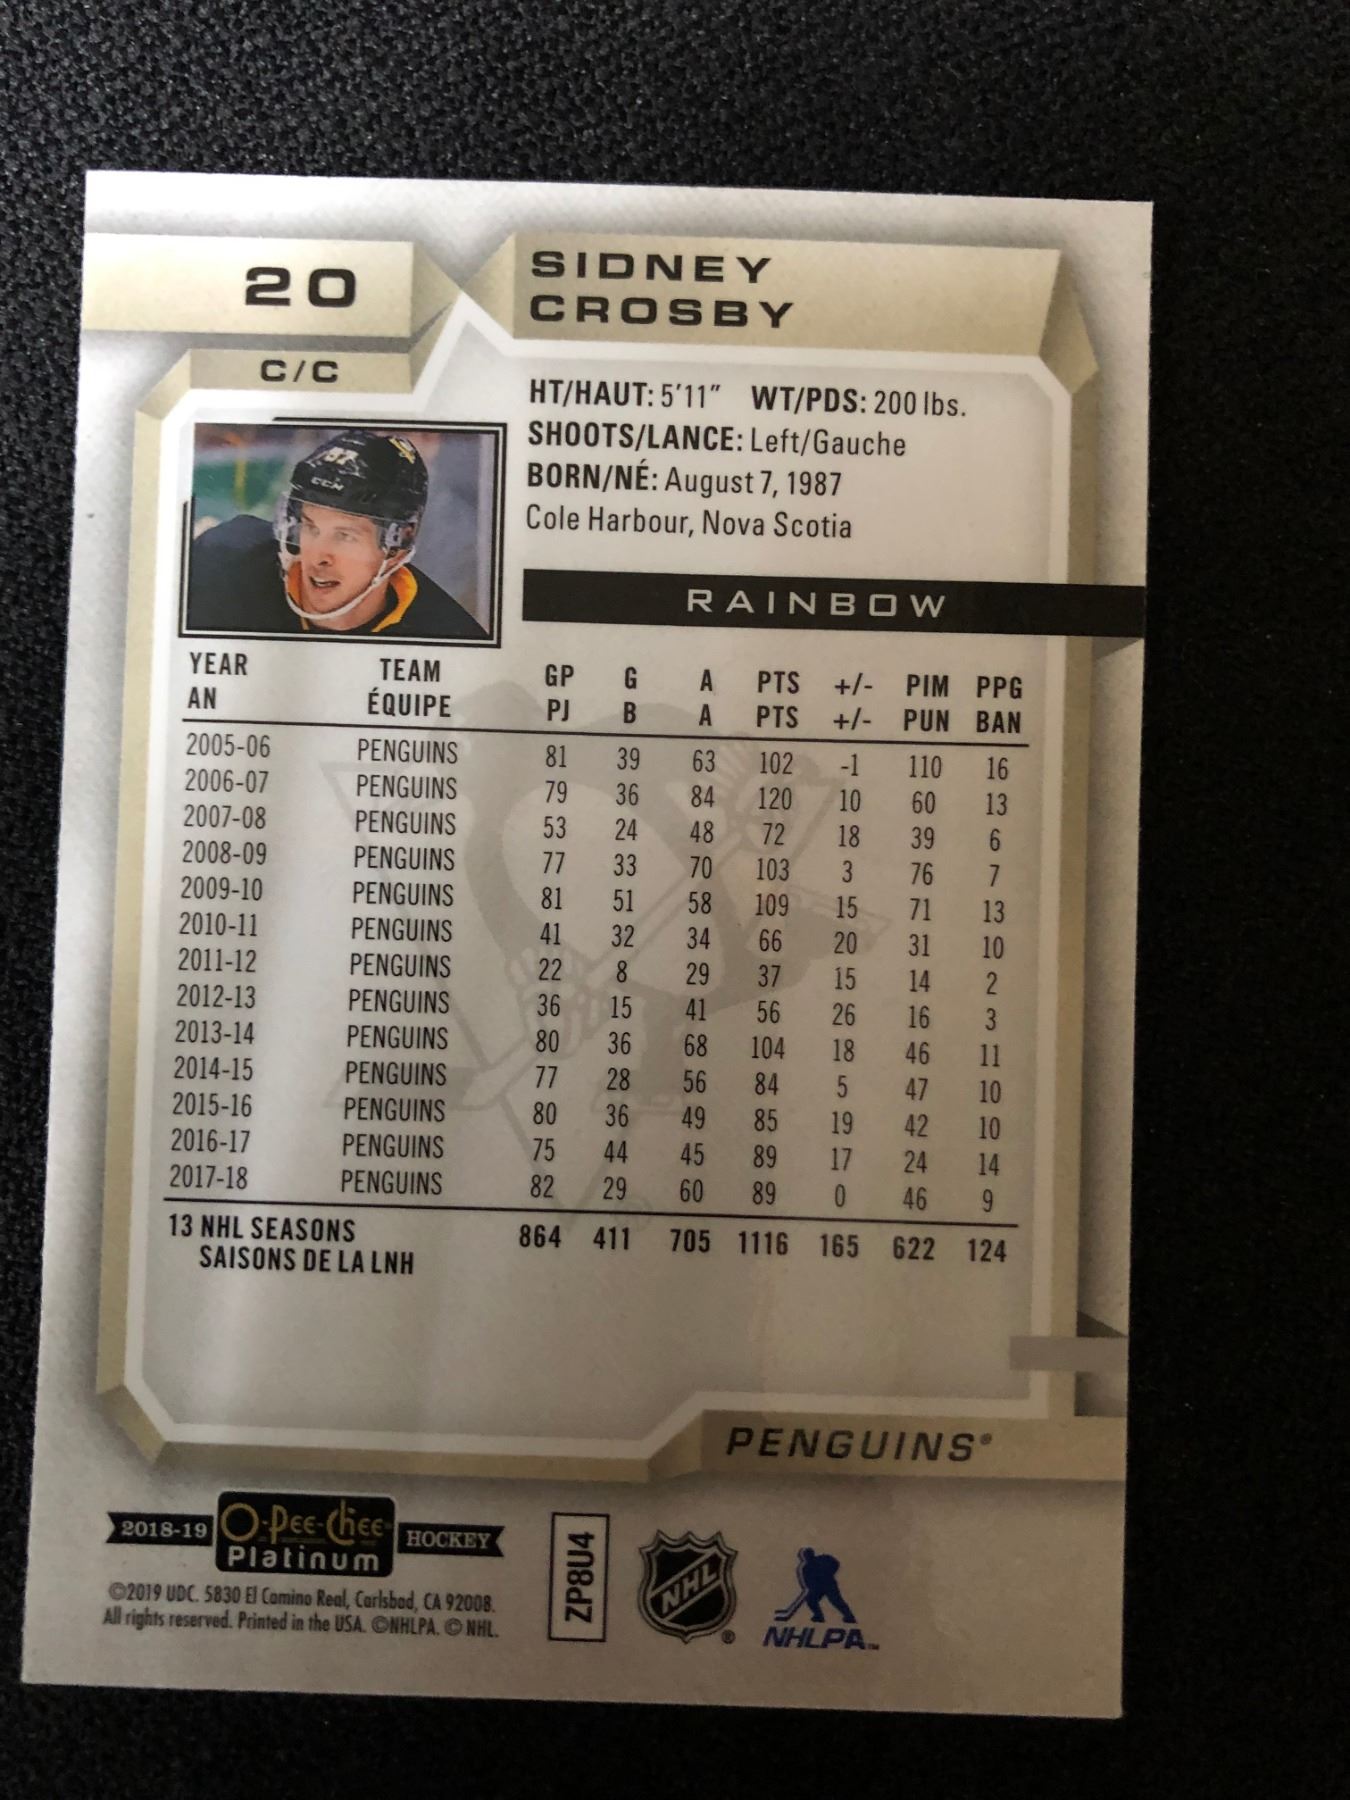 20
SIDNEY
CROSBY
C/C
HT/HAUT: 5'11" WT/PDS: 200 lbs.
SHOOTS/LANCE: Left/Gauche
BORN/NÉ: August 7, 1987
Cole Harbour, Nova Scotia
CCM
RAINBOW
YEAR TEAM GP G A PTS +/- PIM PPG
AN ÉQUIPE PJ B A PTS +/- PUN BAN
2005-06 PENGUINS 81 39 63 102 -1 110 16
2006-07 PENGUINS 79 36 84 120 10 60 13
2007-08 PENGUINS 53 24 48 72 18 39 6
2008-09 PENGUINS 77 33 70 103 3 76 7
2009-10 PENGUINS 81 51 58 109 15 71 13
2010-11 PENGUINS 41 32 34 66 20 31 10
2011-12 PENGUINS 22 8 29 37 15 14 2
2012-13 PENGUINS 36 15 41 56 26 16 3
2013-14 PENGUINS 80 36 68 104 18 46 11
2014-15 PENGUINS 77 28 56 84 5 47 10
2015-16 PENGUINS 80 36 49 85 19 42 10
2016-17 PENGUINS 75 44 45 89 17 24 14
2017-18 PENGUINS 82 29 60 89 0 46 9
13 NHL SEASONS 864 411 705 1116 165 622 124
SAISONS DE LA LNH
PENGUINS®
2018-19 O-Pee-Chee HOCKEY
Platinum
©2019 UDC. 5830 El Camino Real, Carlsbad, CA 92008.
All rights reserved. Printed in the USA. ©NHLPA. © NHL.
ZP8U4
NHL®
NHLPA™